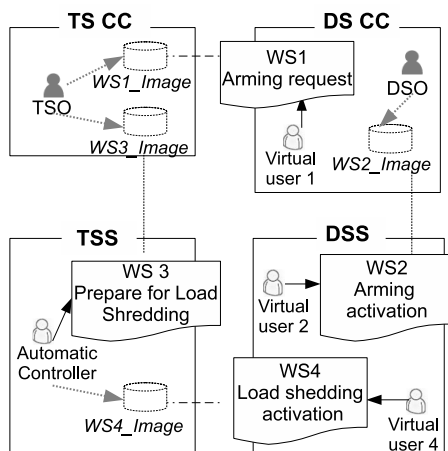 TS CC
DS CC
WS1_Image
TSO
WS3_Image
WS1
Arming request
DSO
WS2_Image
Virtual
user 1
TSS
DSS
WS 3
Prepare for Load
Shredding
Automatic
Controller
WS4_Image
WS2
Arming
activation
Virtual
user 2
WS4
Load shedding
activation
Virtual
user 4